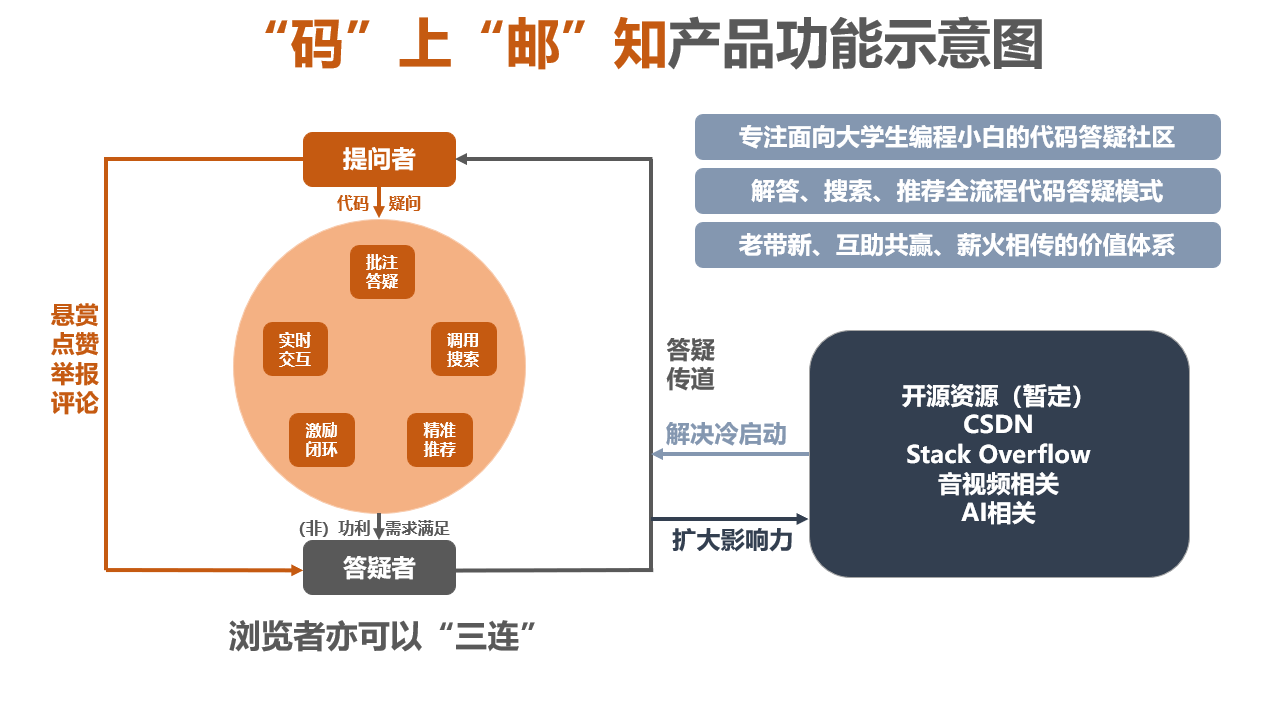 “码”上“邮”知产品功能示意图
专注面向大学生编程小白的代码答疑社区
解答、搜索、推荐全流程代码答疑模式
老带新、互助共赢、薪火相传的价值体系
提问者
代码 疑问
批注
答疑
实时
交互
调用
搜索
激励
闭环
精准
推荐
(非）功利 需求满足
答疑者
悬赏
点赞
举报
评论
答疑
传道
解决冷启动
扩大影响力
开源资源（暂定）
CSDN
Stack Overflow
音视频相关
AI相关
浏览者亦可以“三连”